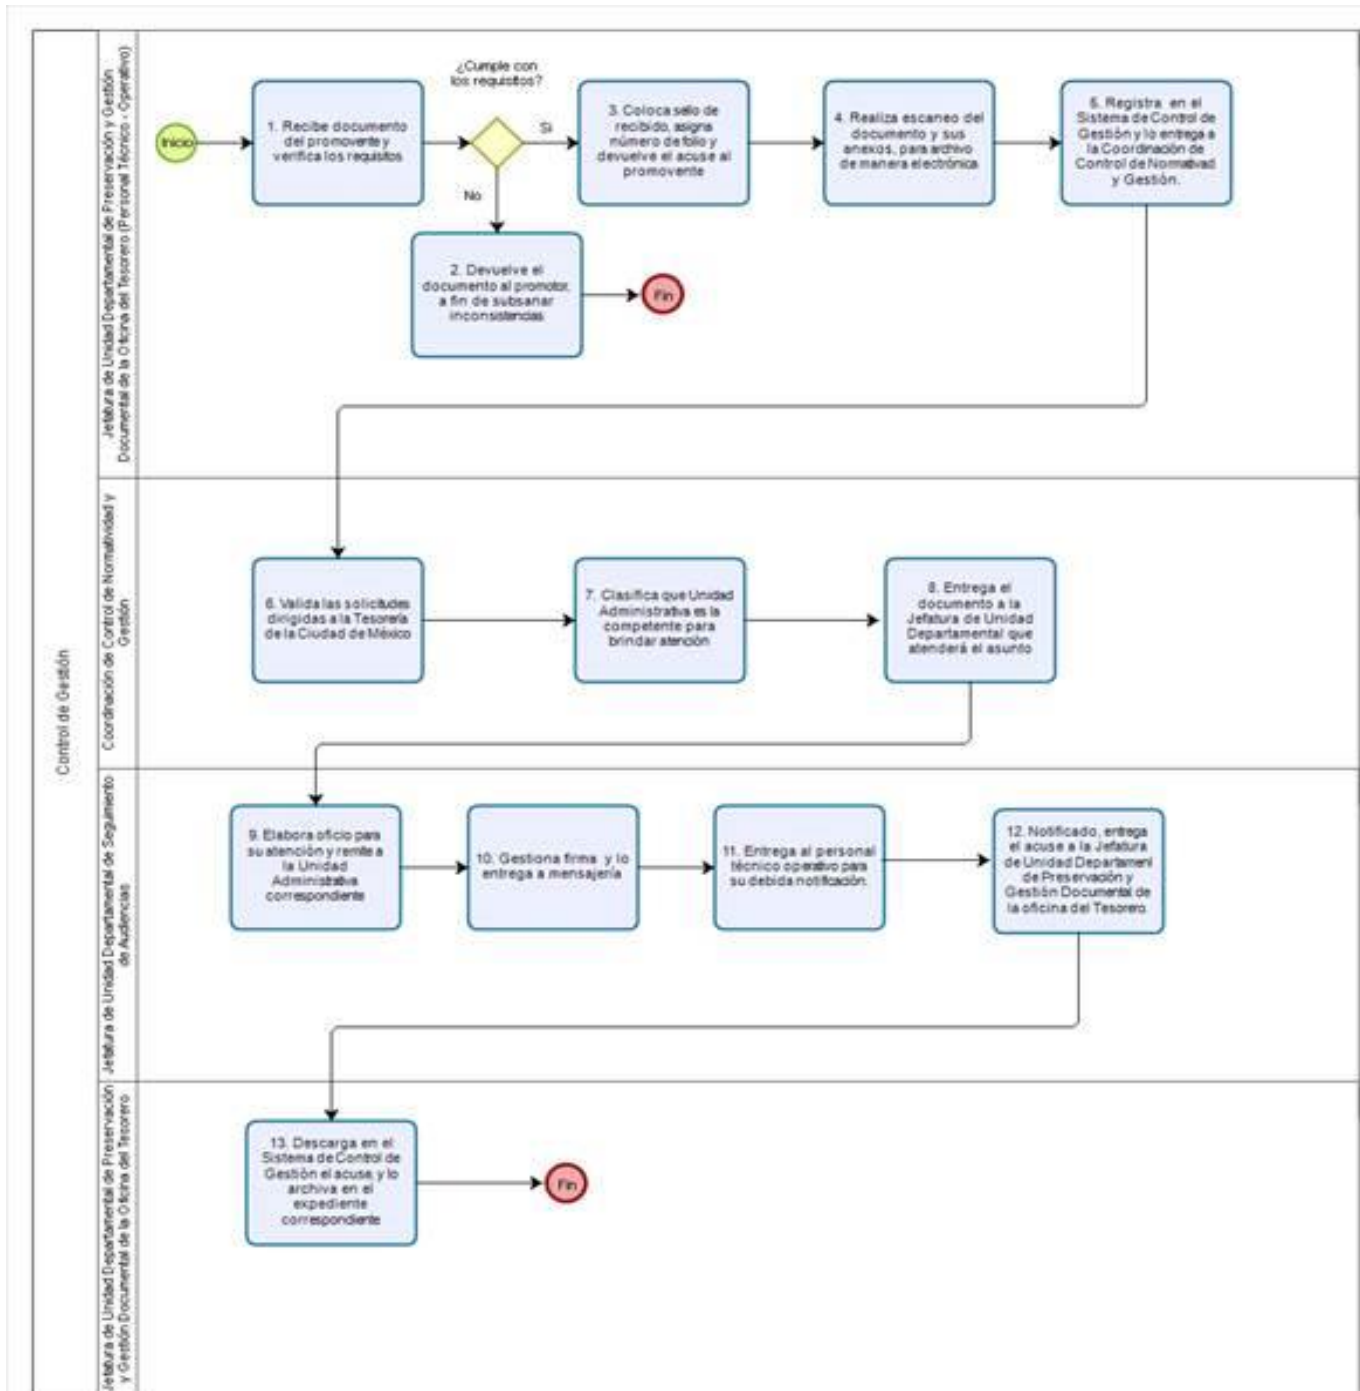 Control de Gestión
Jefatura de Unidad Departamental de Preservación y Gestión
Documental de la Oficina del Tesorero (Personal Técnico - Operativo)
Inicio
1. Recibe documento
del promovente y
verifica los requisitos
¿Cumple con
los requisitos?
Si
No
3. Coloca sello de
recibido, asigna
número de folio y
devuelve el acuse al
promovente
4. Realiza escaneo del
documento y sus
anexos, para archivo
de manera electrónica
5. Registra en el
Sistema de Control de
Gestión y lo entrega a
la Coordinación de
Control de Normativad
y Gestión.
2. Devuelve el
documento al promotor,
a fin de subsanar
inconsistencias
Fin
Coordinación de Control de Normatividad y
Gestión
6. Valida las solicitudes
dirigidas a la Tesorería
de la Ciudad de México
7. Clasifica que Unidad
Administrativa es la
competente para
brindar atención
8. Entrega el
documento a la
Jefatura de Unidad
Departamental que
atenderá el asunto
Jefatura de Unidad Departamental de Seguimiento
de Audiencias
9. Elabora oficio para
su atención y remite a
la Unidad
Administrativa
correspondiente
10. Gestiona firma y lo
entrega a mensajería
11. Entrega al personal
técnico operativo para
su debida notificación.
12. Notificado, entrega
el acuse a la Jefatura
de Unidad Departament
de Preservación y
Gestión Documental de
la oficina del Tesorero.
Jefatura de Unidad Departamental de Preservación
y Gestión Documental de la Oficina del Tesorero
13. Descarga en el
Sistema de Control de
Gestión el acuse, y lo
archiva en el
expediente
correspondiente
Fin